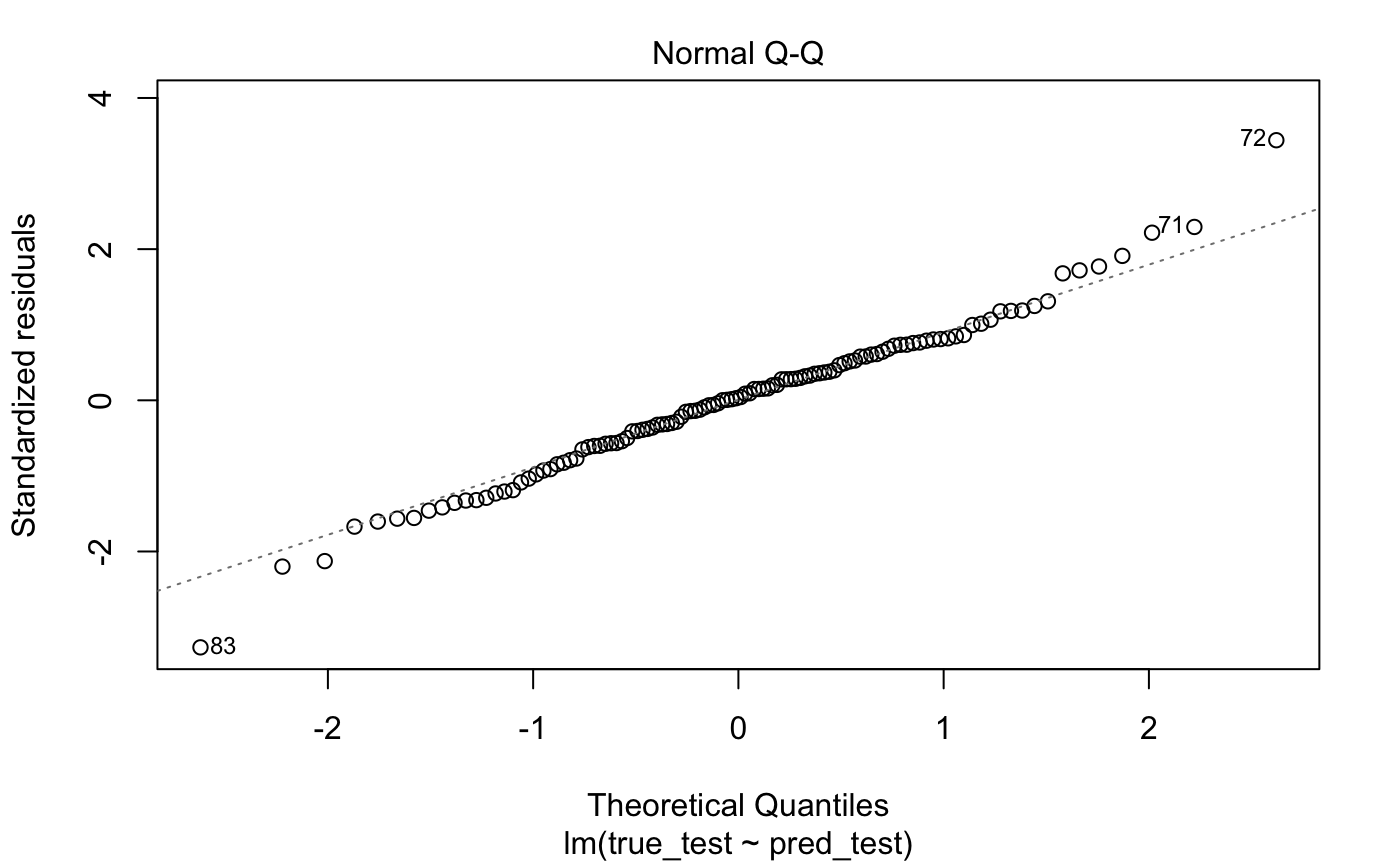 Normal Q-Q
Standardized residuals
4
2
0
-2
72
71
83
-2 -1 0 1 2
Theoretical Quantiles
lm(true_test ~ pred_test)